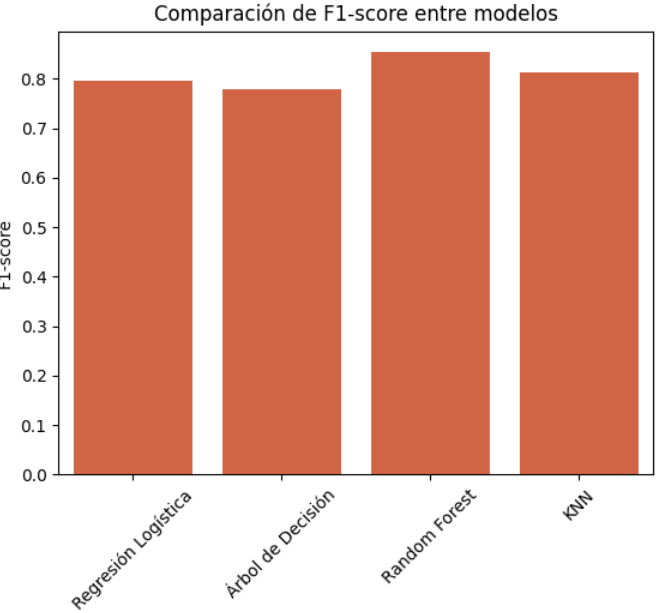 Comparación de F1-score entre modelos
F1-score
0.8
0.7
0.6
0.5
0.4
0.3
0.2
0.1
0.0
Regresión Logística
Árbol de Decisión
Random Forest
KNN